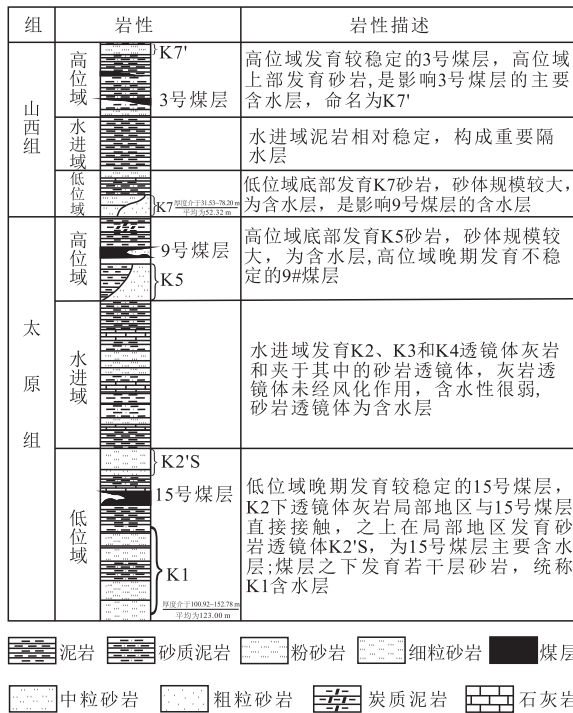 组 岩性 岩性描述
山西组
高位域
K7'
3号煤层
高位域发育较稳定的3号煤层，高位域
上部发育砂岩,是影响3号煤层的主要
含水层，命名为K7'
水进域
水进域泥岩相对稳定，构成重要隔
水层
低位域
K7 厚度介于31.53-78.20 m
平均为52.32 m
低位域底部发育K7砂岩，砂体规模较大，
为含水层，是影响9号煤层的含水层
太原组
高位域
9号煤层
K5
高位域底部发育K5砂岩，砂体规模较
大，为含水层,高位域晚期发育不稳
定的9#煤层
水进域
水进域发育K2、K3和K4透镜体灰岩
和夹于其中的砂岩透镜体，灰岩透
镜体未经风化作用，含水性很弱,
砂岩透镜体为含水层
低位域
K2'S
15号煤层
K1
厚度介于100.92-152.78 m
平均为123.00 m
低位域晚期发育较稳定的15号煤层，
K2下透镜体灰岩局部地区与15号煤层
直接接触，之上在局部地区发育砂
岩透镜体K2'S，为15号煤层主要含水
层;煤层之下发育若干层砂岩，统称
K1含水层
泥岩 砂质泥岩 粉砂岩 细粒砂岩 煤层
中粒砂岩 粗粒砂岩 炭质泥岩 石灰岩